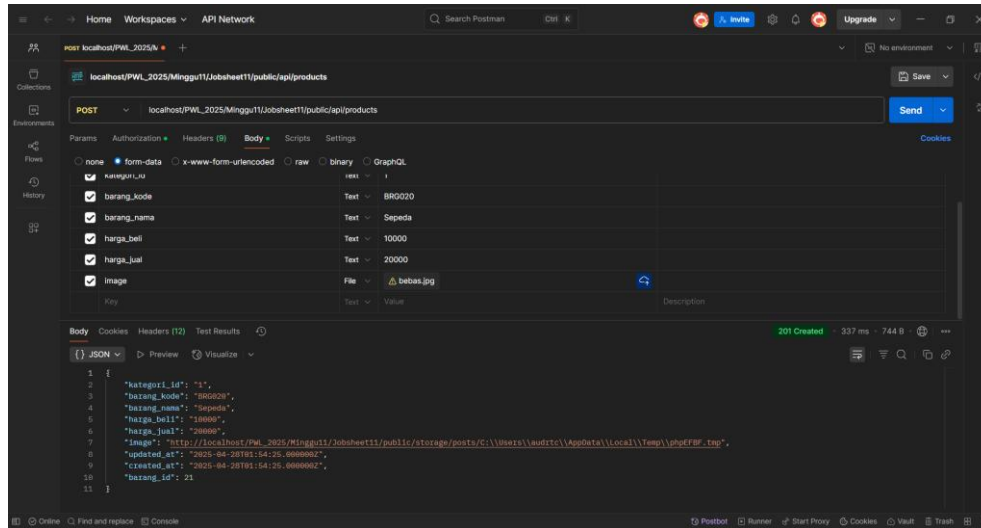 Home Workspaces API Network Search Postman Ctrl K Invite Upgrade
POST localhost/PWL_2025/M No environment
localhost/PWL_2025/Minggu11/Jobsheet11/public/api/products Save
Collections
POST localhost/PWL_2025/Minggu11/Jobsheet11/public/api/products Send
Environments
Params Authorization Headers (9) Body Scripts Settings Cookies
Flows
none form-data x-www-form-urlencoded raw binary GraphQL
kategori_id Text 1
History
barang_kode Text BRG020
barang_nama Text Sepeda
harga_beli Text 10000
harga_jual Text 20000
image File bebas.jpg
Key Text Value Description
Body Cookies Headers (12) Test Results 201 Created 337 ms 744 B
{} JSON Preview Visualize
1 {
2 "kategori_id": "1",
3 "barang_kode": "BRG020",
4 "barang_nama": "Sepeda",
5 "harga_beli": "10000",
6 "harga_jual": "20000",
7 "image": "http://localhost/PWL_2025/Minggu11/Jobsheet11/public/storage/posts/C:\\Users\\audrtc\\AppData\\Local\\Temp\\phpEFBF.tmp",
8 "updated_at": "2025-04-28T01:54:25.000000Z",
9 "created_at": "2025-04-28T01:54:25.000000Z",
10 "barang_id": 21
11 }
Online Find and replace Console Postbot Runner Start Proxy Cookies Vault Trash